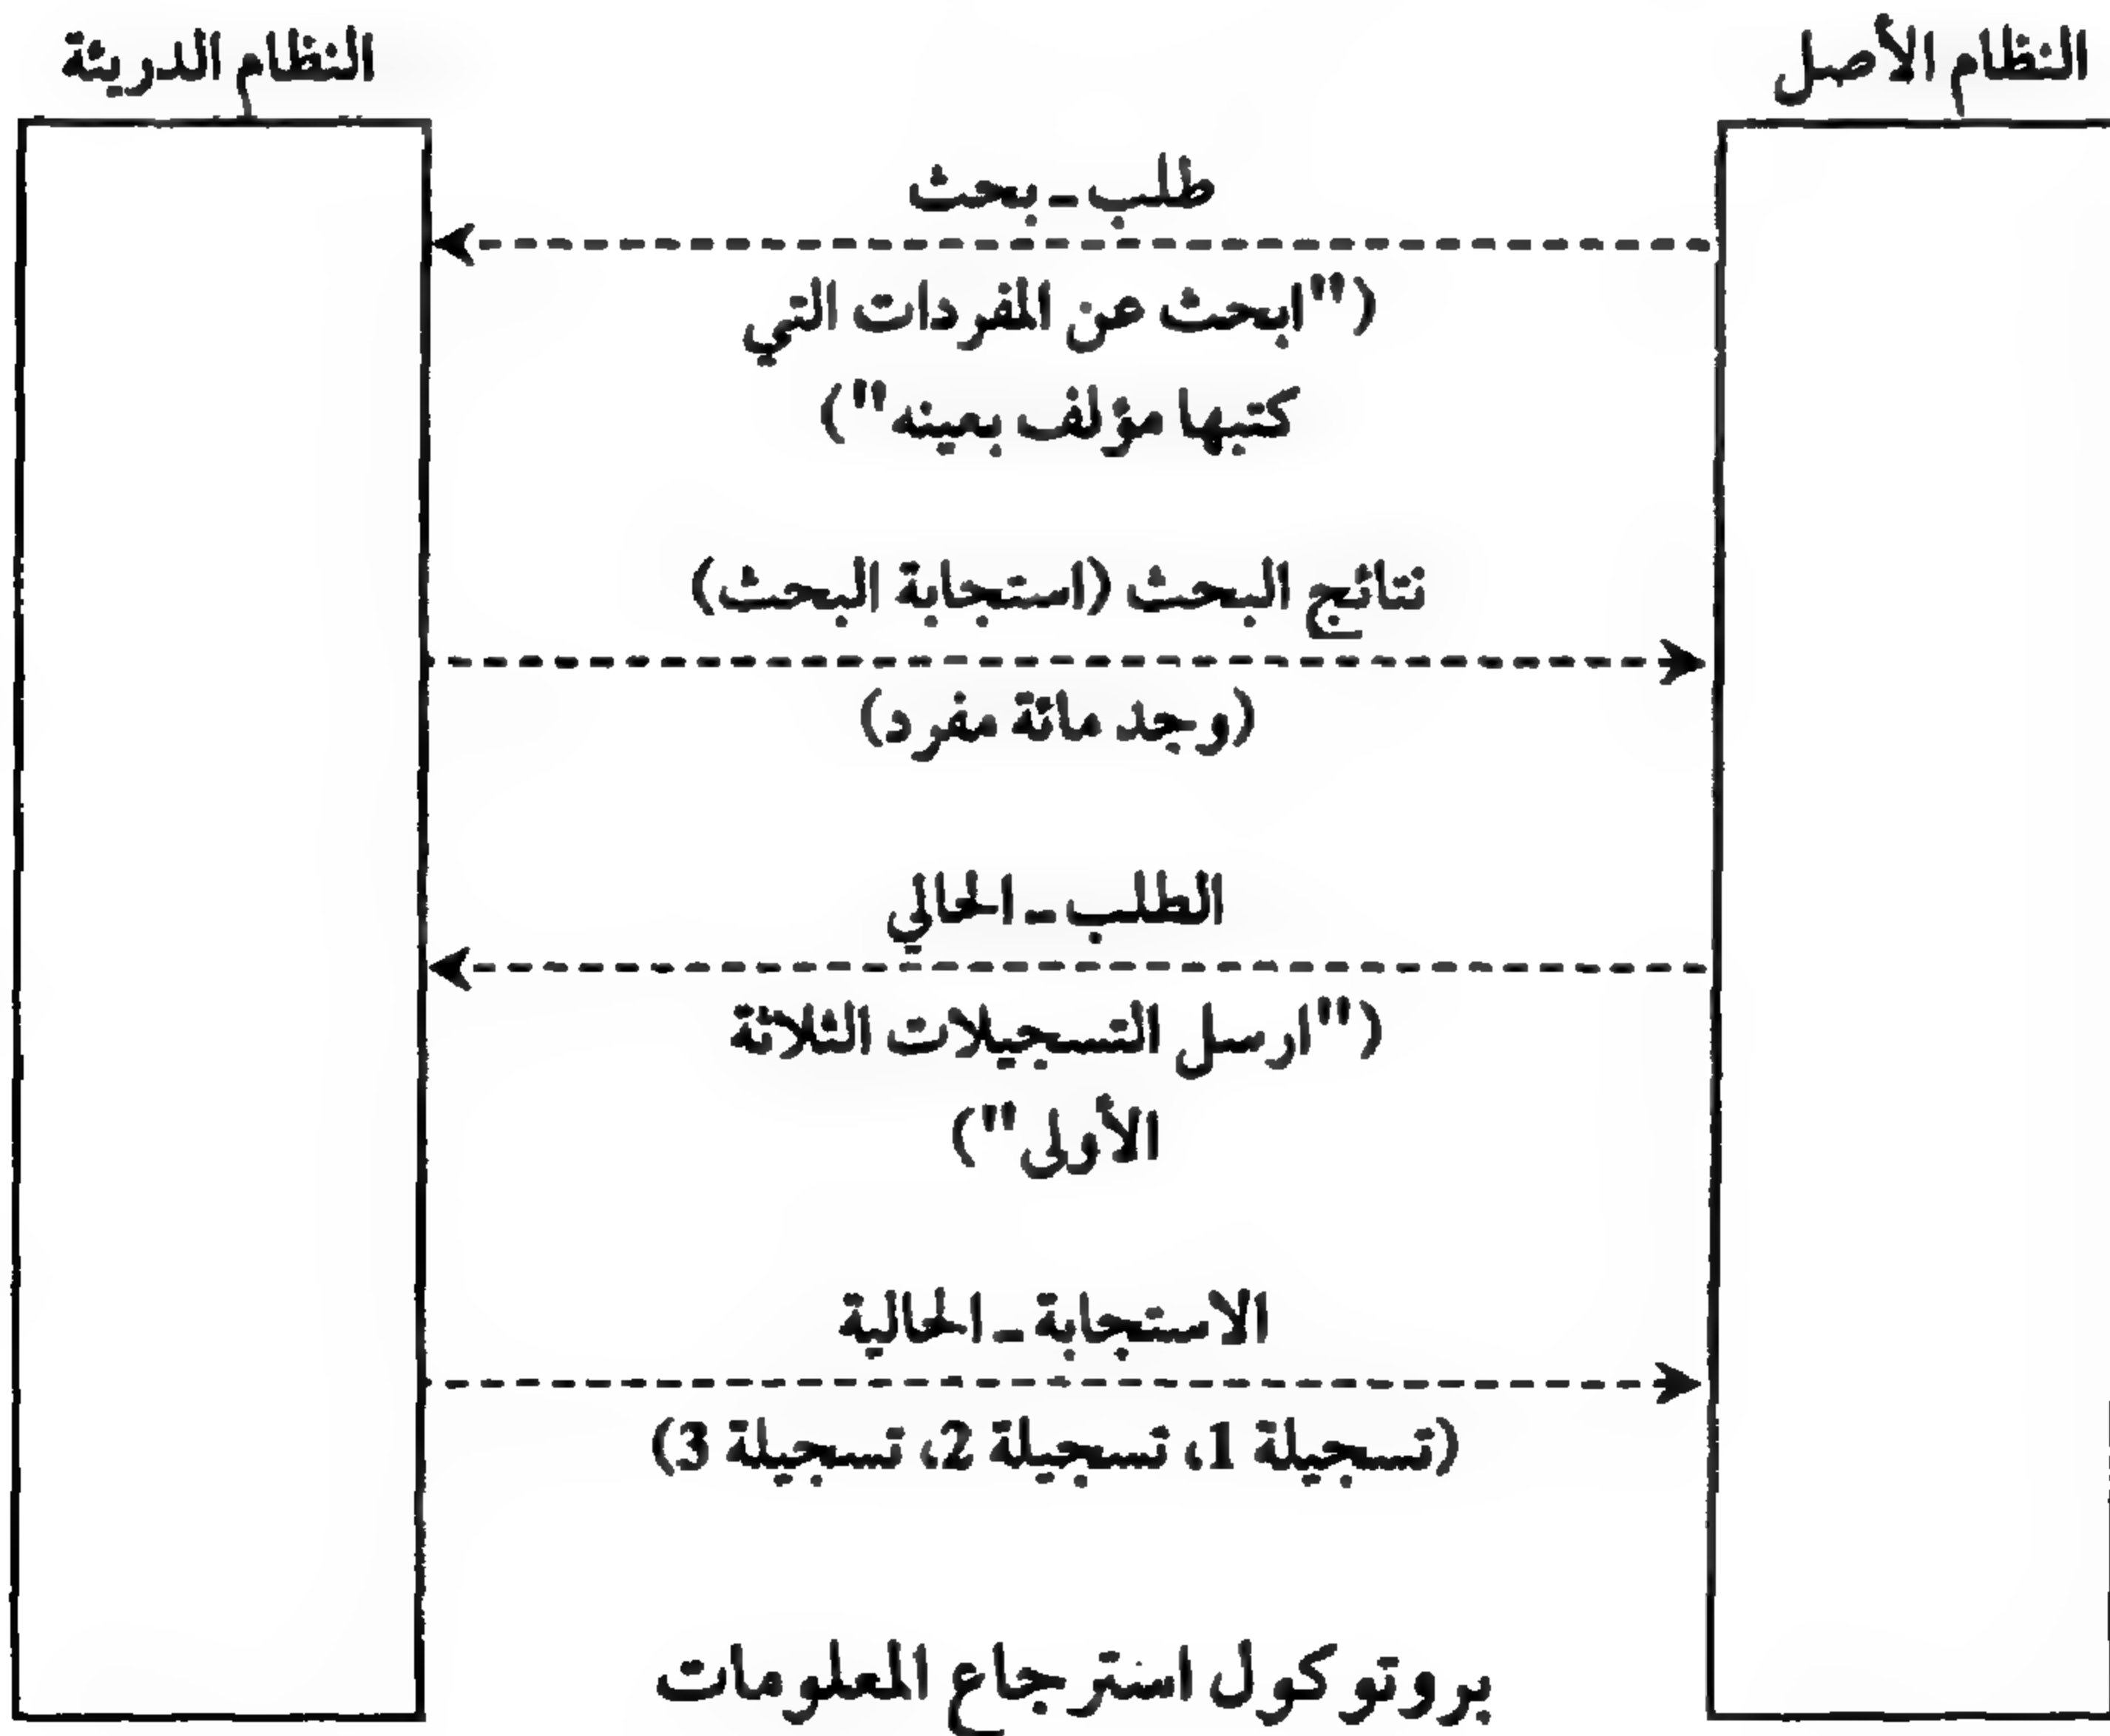 النظام الأصل
النظام الدريئة
طلب ـ بحث
("ابحث عن المفردات التي
كتبها مؤلف بعينه")
نتائج البحث (استجابة البحث)
(وجد مائة مفرد)
الطلب ـ الحالي
("ارسل التسجيلات الثلاثة
الأولى")
الاستجابة ـ الحالية
(تسجيلة 1، تسجيلة 2، تسجيلة 3)
بروتوكول استرجاع المعلومات